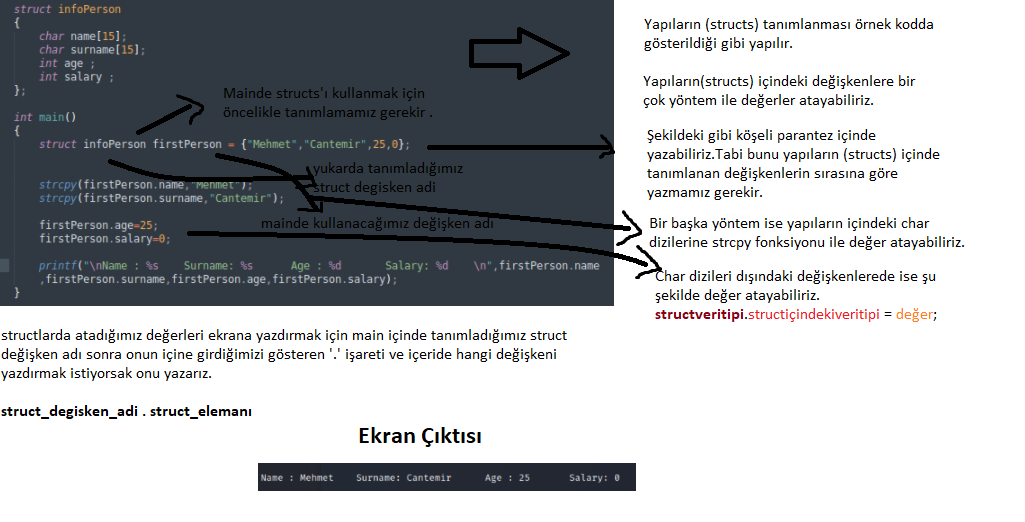 struct infoPerson
{
char name[15];
char surname[15];
int age ;
int salary ;
};
int main()
{
struct infoPerson firstPerson = {"Mehmet","Cantemir",25,0};
strcpy(firstPerson.name,"Mehmet");
strcpy(firstPerson.surname,"Cantemir");
firstPerson.age=25;
firstPerson.salary=0;
printf("\nName : %s    Surname: %s      Age : %d       Salary: %d    \n",firstPerson.name
,firstPerson.surname,firstPerson.age,firstPerson.salary);
}
Mainde structs'ı kullanmak için
öncelikle tanımlamamız gerekir .
yukarda tanımladığımız
struct degisken adi
mainde kullanacağımız değişken adı
Yapıların (structs) tanımlanması örnek kodda
gösterildiği gibi yapılır.
Yapıların(structs) içindeki değişkenlere bir
çok yöntem ile değerler atayabiliriz.
Şekildeki gibi köşeli parantez içinde
yazabiliriz.Tabi bunu yapıların (structs) içinde
tanımlanan değişkenlerin sırasına göre
yazmamız gerekir.
Bir başka yöntem ise yapıların içindeki char
dizilerine strcpy fonksiyonu ile değer atayabiliriz.
Char dizileri dışındaki değişkenlerede ise şu
şekilde değer atayabiliriz.
structveritipi.structiçindekiveritipi = değer;
structlarda atadığımız değerleri ekrana yazdırmak için main içinde tanımladığımız struct
değişken adı sonra onun içine girdiğimizi gösteren '.' işareti ve içeride hangi değişkeni
yazdırmak istiyorsak onu yazarız.
struct_degisken_adi . struct_elemanı
Ekran Çıktısı
Name : Mehmet    Surname: Cantemir      Age : 25       Salary: 0